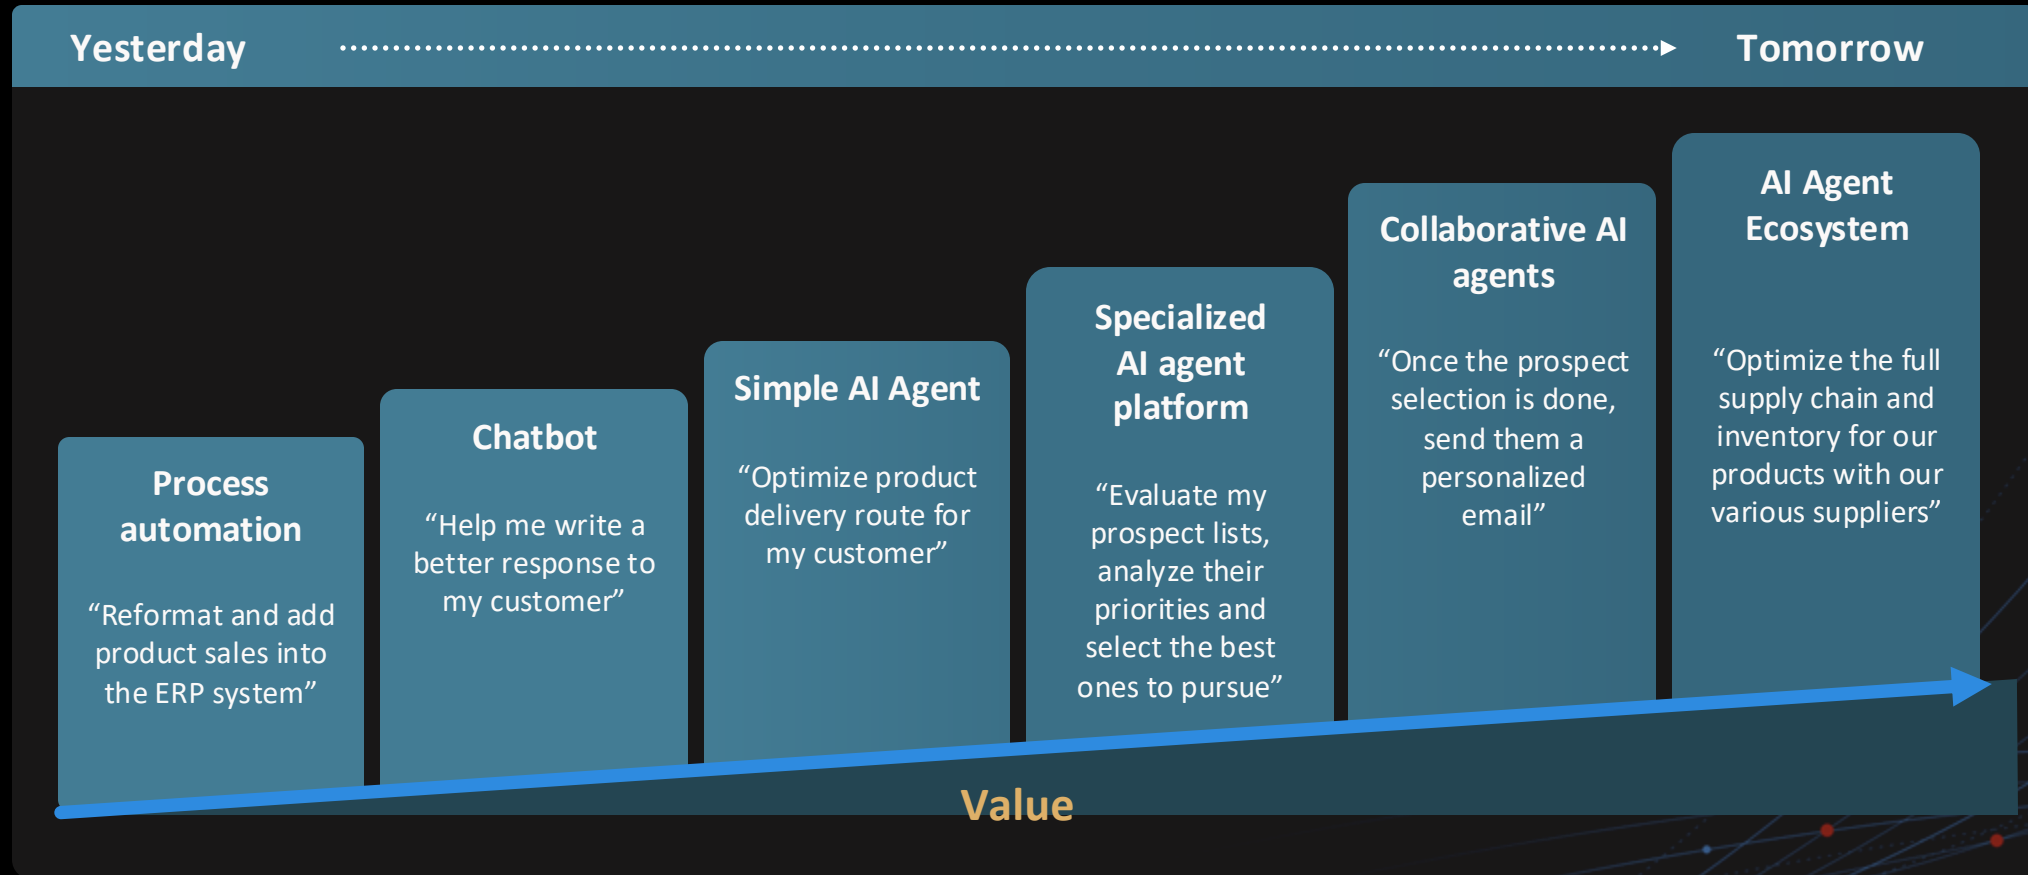 Yesterday
Tomorrow
Process
automation
“Reformat and add
product sales into
the ERP system”
Chatbot
“Help me write a
better response to
my customer”
Simple AI Agent
“Optimize product
delivery route for
my customer”
Specialized
AI agent
platform
“Evaluate my
prospect lists,
analyze their
priorities and
select the best
ones to pursue”
Collaborative AI
agents
“Once the prospect
selection is done,
send them a
personalized
email”
AI Agent
Ecosystem
“Optimize the full
supply chain and
inventory for our
products with our
various suppliers”
Value